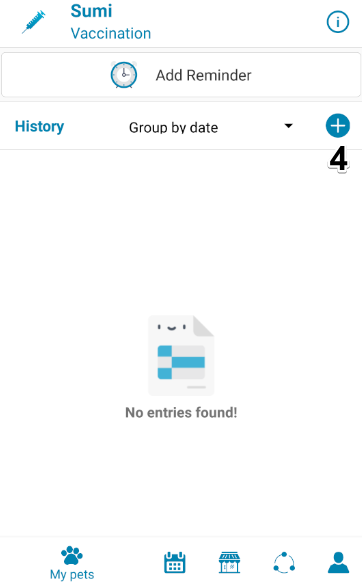 Sumi
Vaccination
Add Reminder
History
Group by date
4
No entries found!
My pets